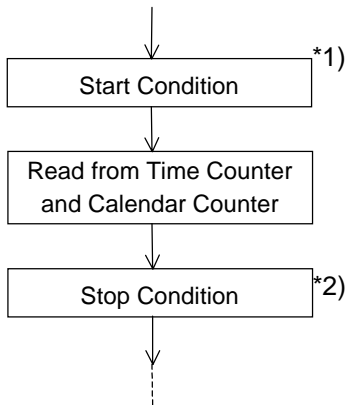 *1)
Start Condition
Read from Time Counter
and Calendar Counter
*2)
Stop Condition